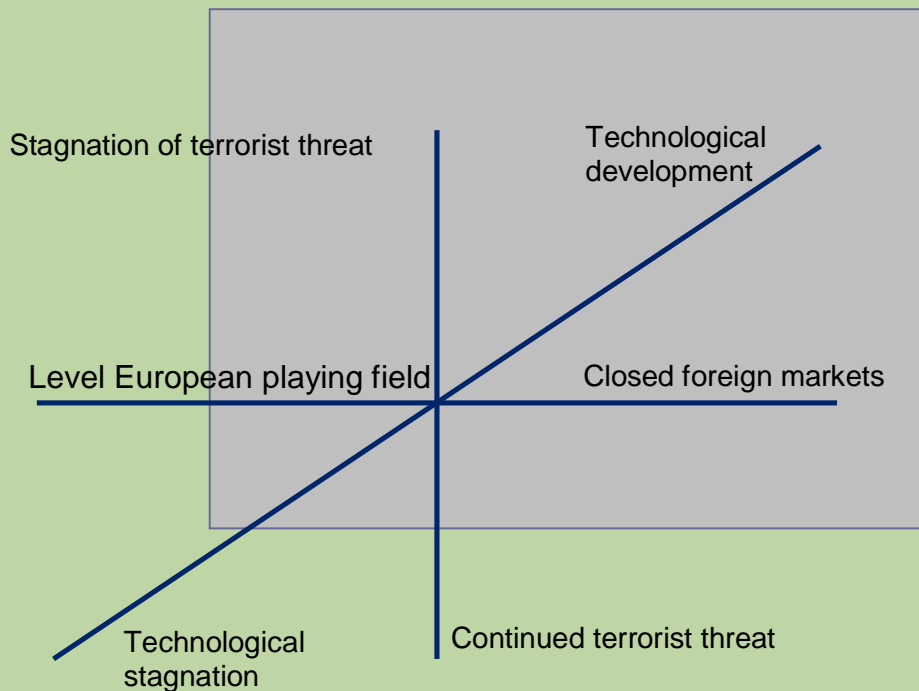 Stagnation of terrorist threat
Technological
development
Level European playing field
Closed foreign markets
Technological
stagnation
Continued terrorist threat